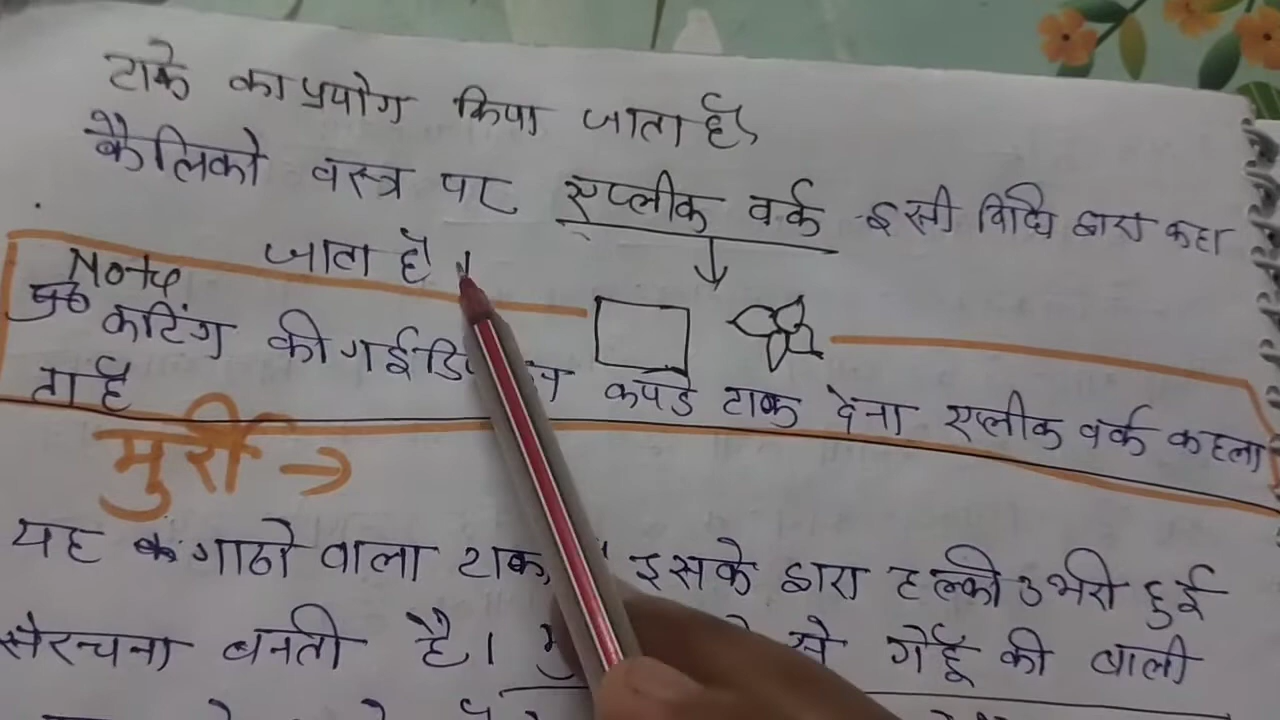 टाके का प्रयोग किया जाता है
कैलिको वस्त्र पर एप्लीक वर्क इसी विधि द्वारा कहा
जाता है।
Note
कटिंग की गई कपडे टाक देना एप्लीक वर्क कहला
ता है
मुर्री →
यह गाठो वाला टाक इसके द्वारा हल्की उभरी हुई
सेरचना बनती है। से गेहूँ की बाली